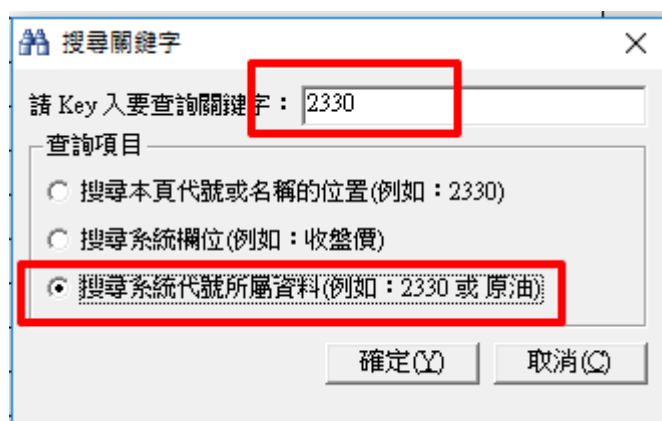 搜尋關鍵字
請 Key 入要查詢關鍵字：2330
查詢項目
搜尋本頁代號或名稱的位置(例如：2330)
搜尋系統欄位(例如：收盤價)
搜尋系統代號所屬資料(例如：2330 或 原油)
確定(Y) 取消(C)